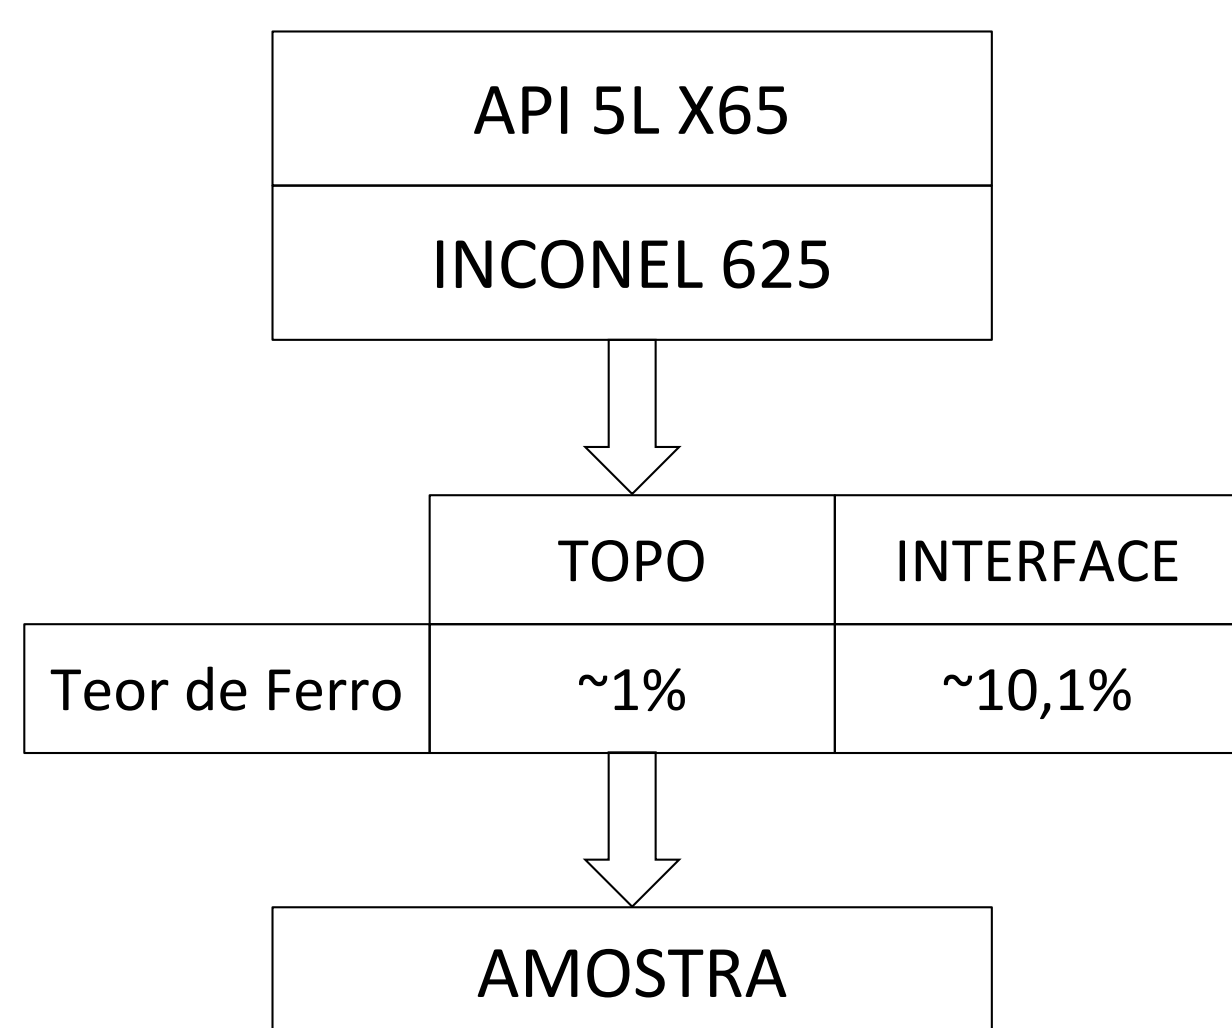 API 5L X65
INCONEL 625
TOPO INTERFACE
Teor de Ferro ~1% ~10,1%
AMOSTRA